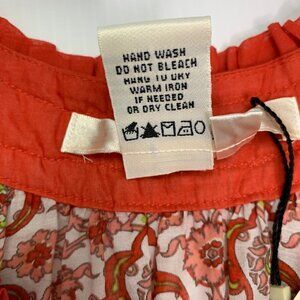 HAND WASH
DO NOT BLEACH
HANG TO DRY
WARM IRON
IF NEEDED
OR DRY CLEAN